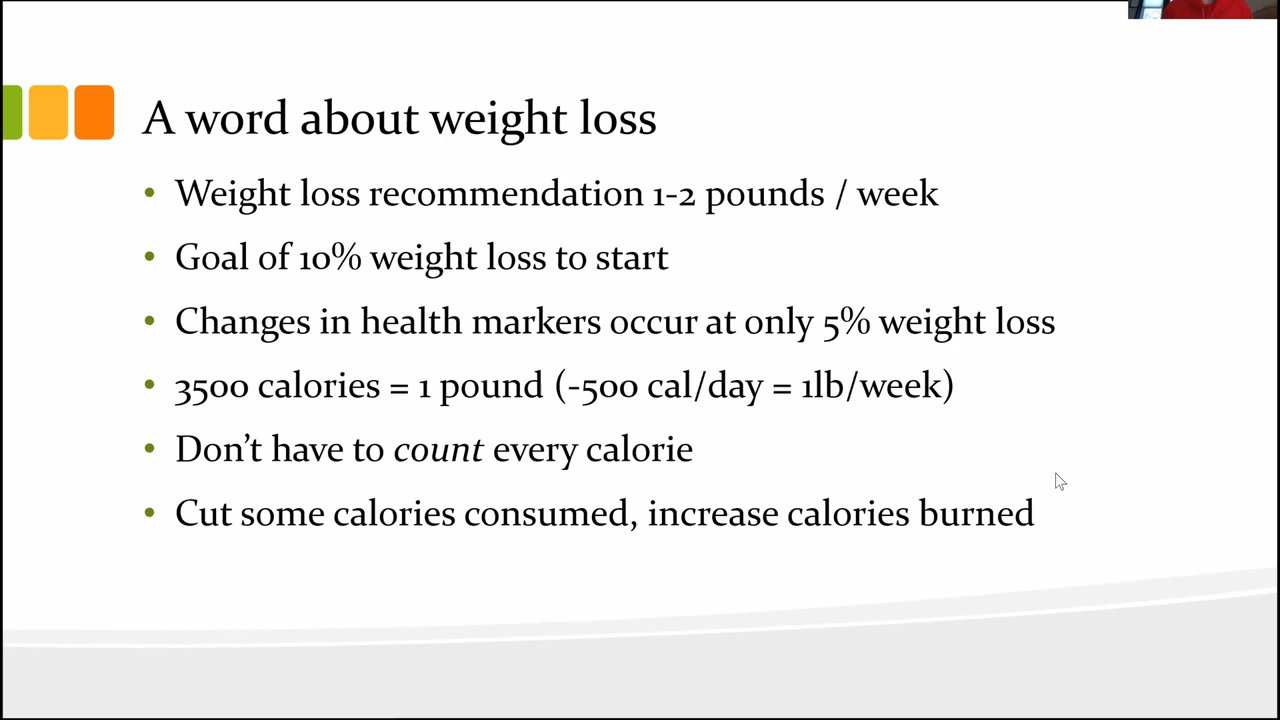 A word about weight loss
• Weight loss recommendation 1-2 pounds / week
• Goal of 10% weight loss to start
• Changes in health markers occur at only 5% weight loss
• 3500 calories = 1 pound (-500 cal/day = 1lb/week)
• Don’t have to count every calorie
• Cut some calories consumed, increase calories burned